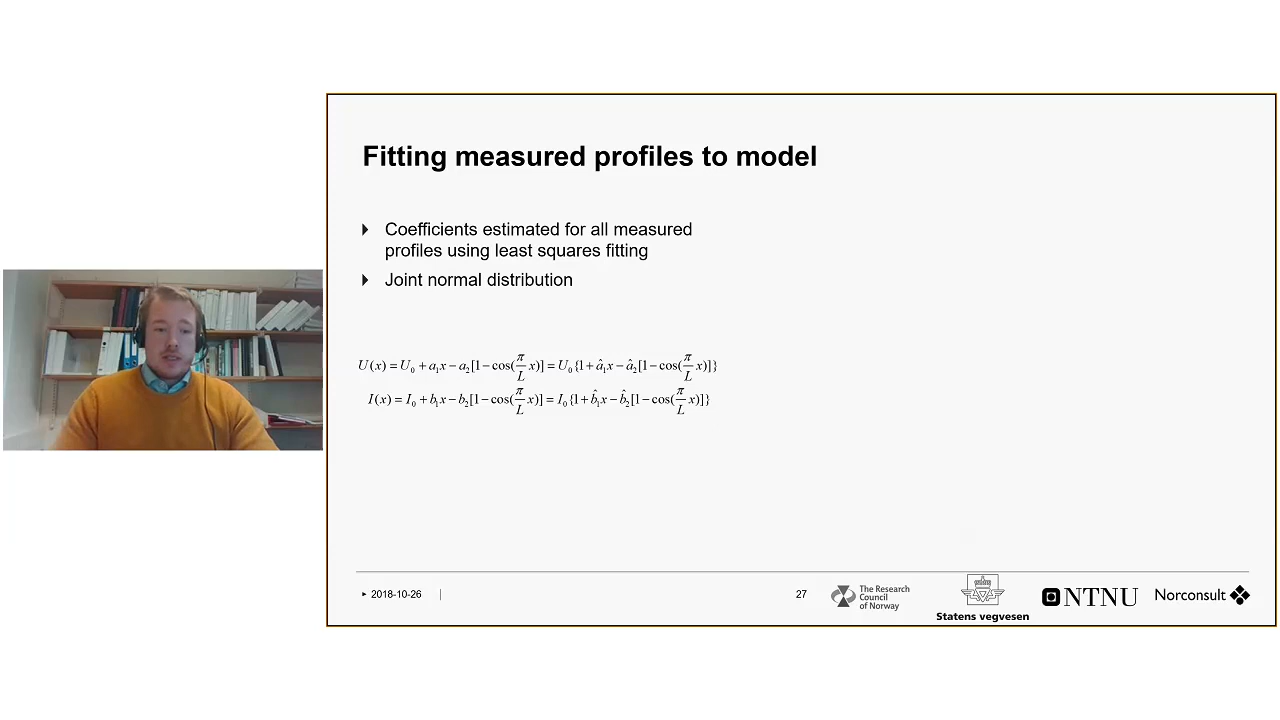 Fitting measured profiles to model
Coefficients estimated for all measured
profiles using least squares fitting
Joint normal distribution
U(x) = U₀ + a₁x − a₂[1 − cos(π/L x)] = U₀{1 + â₁x − â₂[1 − cos(π/L x)]}
I(x) = I₀ + b₁x − b₂[1 − cos(π/L x)] = I₀{1 + b̂₁x − b̂₂[1 − cos(π/L x)]}
2018-10-26
27
The Research
Council
of Norway
Statens vegvesen
NTNU
Norconsult